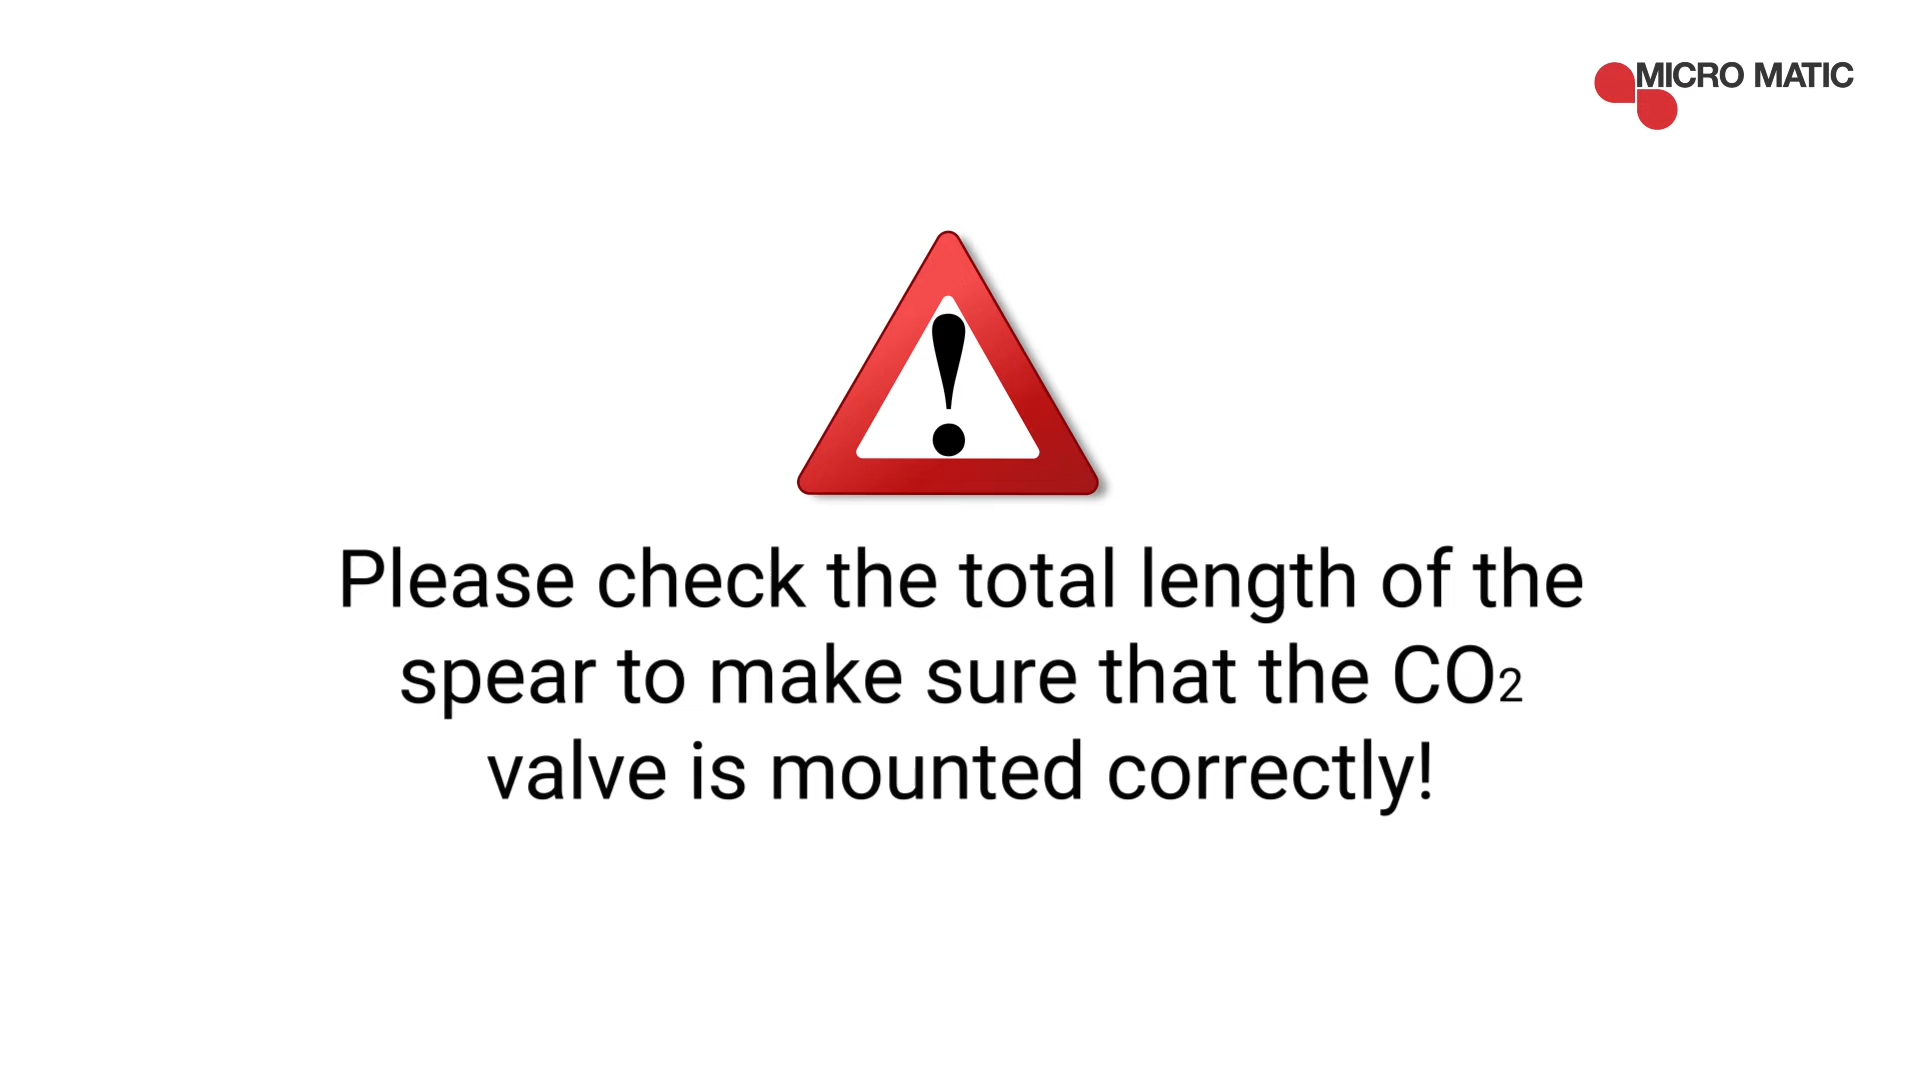 MICRO MATIC
!
Please check the total length of the
spear to make sure that the CO₂
valve is mounted correctly!